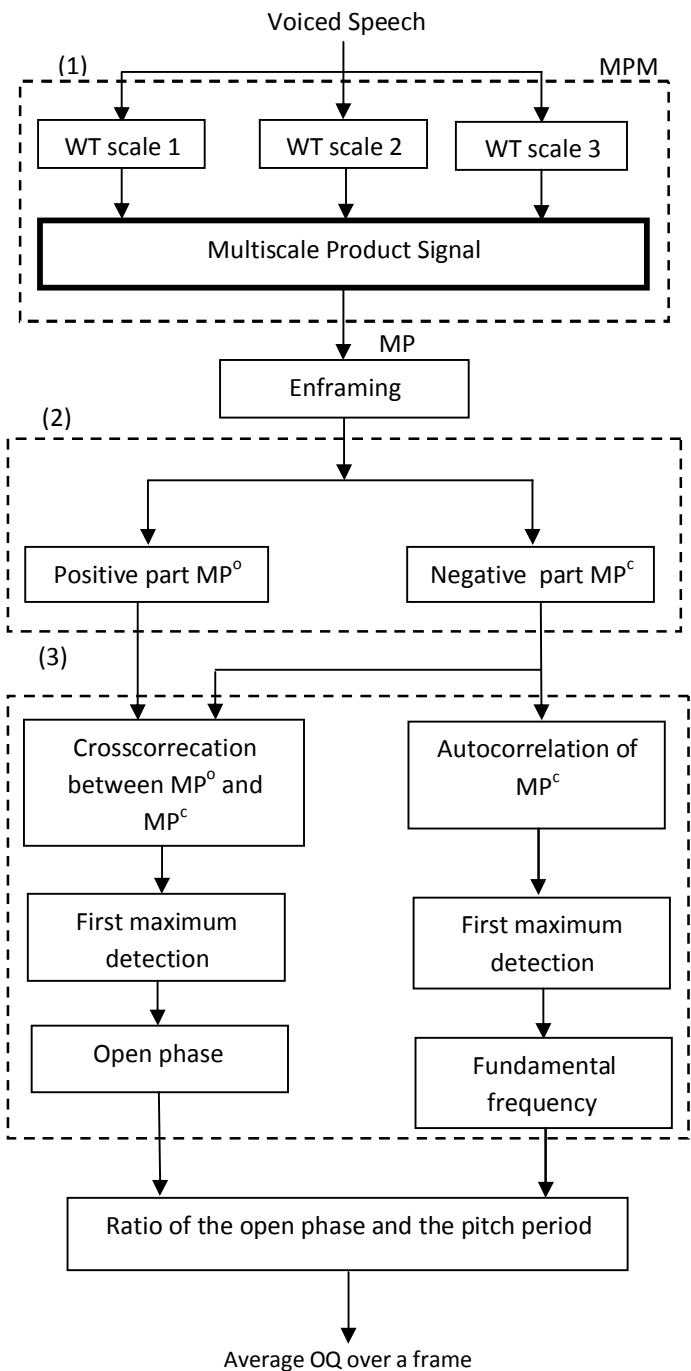 Voiced Speech
(1)
MPM
WT scale 1
WT scale 2
WT scale 3
Multiscale Product Signal
MP
Enframing
(2)
Positive part MPᵒ
Negative part MPᶜ
(3)
Crosscorrecation
between MPᵒ and
MPᶜ
Autocorrelation of
MPᶜ
First maximum
detection
First maximum
detection
Open phase
Fundamental
frequency
Ratio of the open phase and the pitch period
Average OQ over a frame